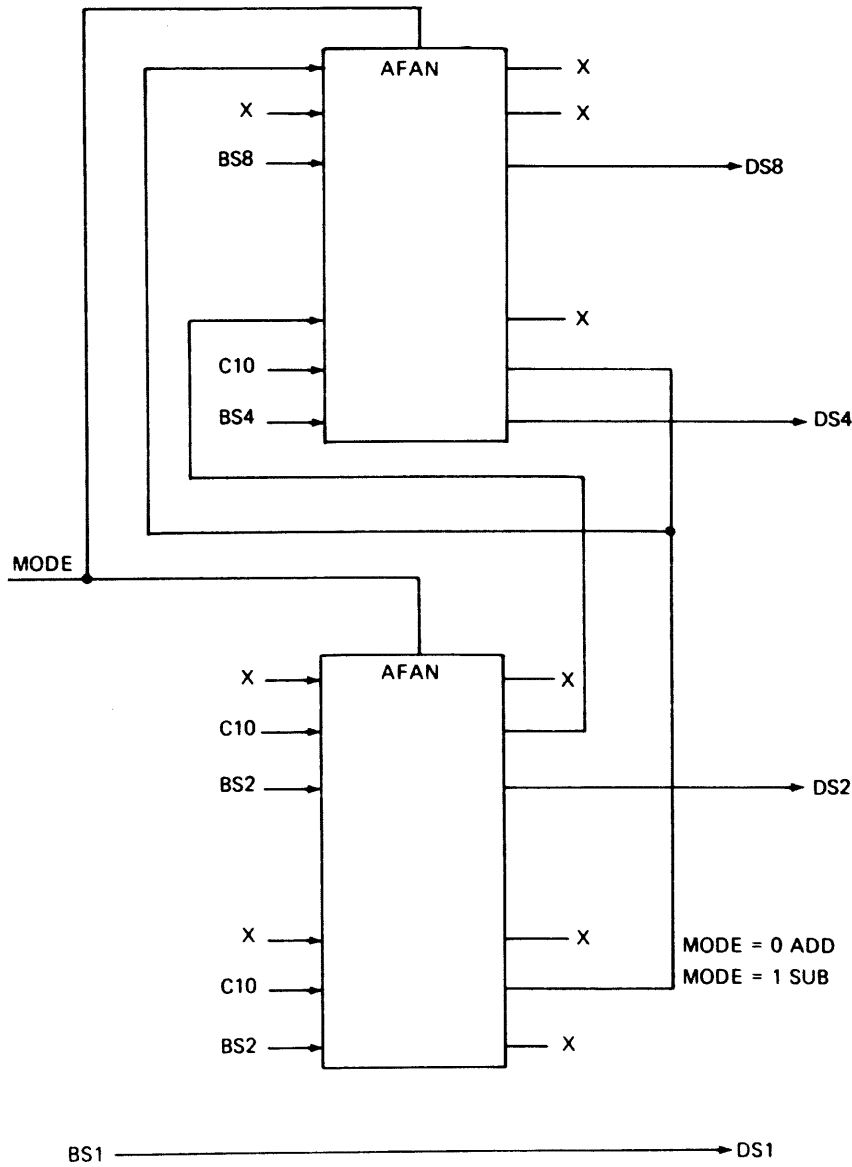 AFAN
X
X
X
BS8
DS8
X
C10
BS4
DS4
MODE
AFAN
X
X
C10
BS2
DS2
X
X
MODE = 0 ADD
C10
MODE = 1 SUB
BS2
X
BS1
DS1